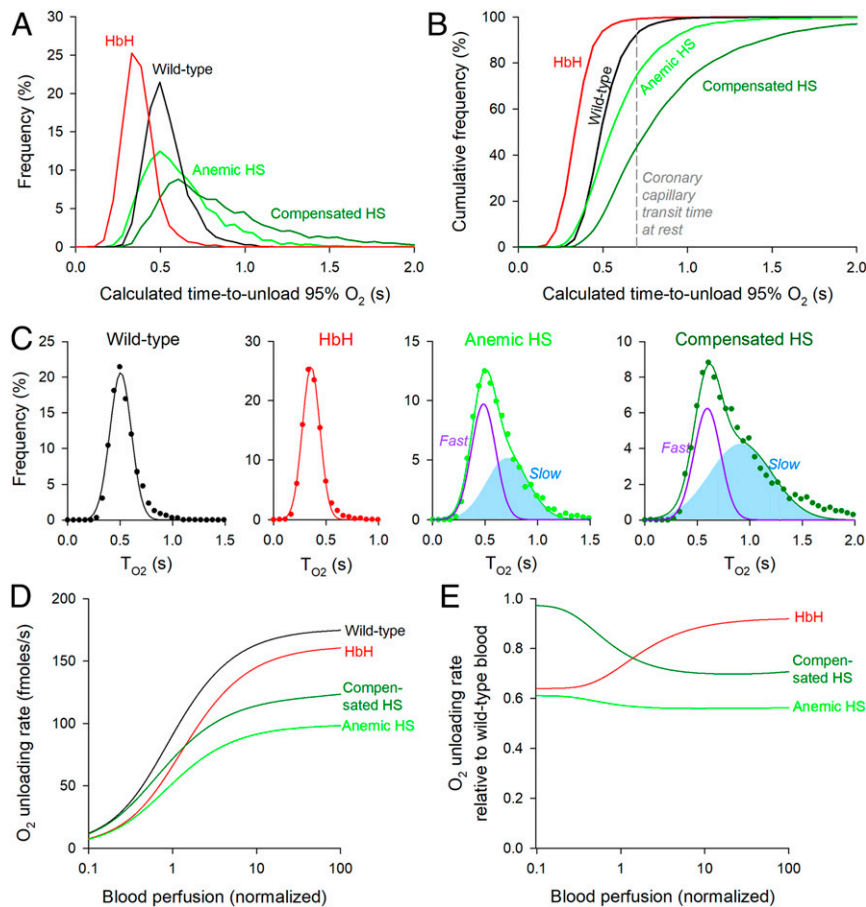 A
Frequency (%)
30
25
20
15
10
5
0
HbH
Wild-type
Anemic HS
Compensated HS
0.0 0.5 1.0 1.5 2.0
Calculated time-to-unload 95% O₂ (s)
B
Cumulative frequency (%)
100
80
60
40
20
0
HbH
Wild-type
Anemic HS
Compensated HS
Coronary
capillary
transit time
at rest
0.0 0.5 1.0 1.5 2.0
Calculated time-to-unload 95% O₂ (s)
C
Frequency (%)
Wild-type
25
20
15
10
5
0
0.0 0.5 1.0 1.5
T_O2 (s)
HbH
30
20
10
0
0.0 0.5 1.0
T_O2 (s)
Anemic HS
15
10
5
0
Fast
Slow
0.0 0.5 1.0 1.5
T_O2 (s)
Compensated HS
10
8
6
4
2
0
Fast
Slow
0.0 0.5 1.0 1.5 2.0
T_O2 (s)
D
O₂ unloading rate (fmoles/s)
200
150
100
50
0
Wild-type
HbH
Compen-
sated HS
Anemic HS
0.1 1 10 100
Blood perfusion (normalized)
E
O₂ unloading rate
relative to wild-type blood
1.0
0.8
0.6
0.4
0.2
0.0
HbH
Compen-
sated HS
Anemic HS
0.1 1 10 100
Blood perfusion (normalized)